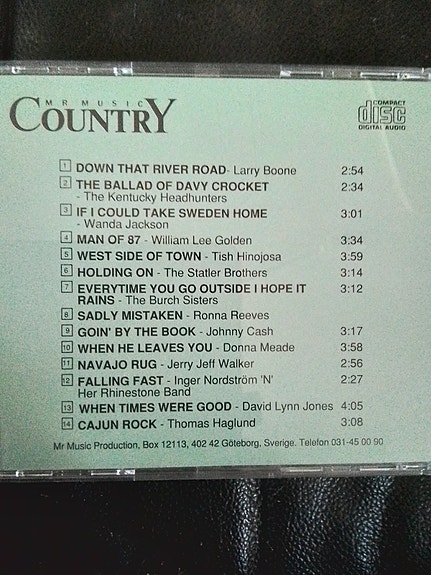 MR MUSIC
COUNTRY
COMPACT
disc
DIGITAL AUDIO
1 DOWN THAT RIVER ROAD- Larry Boone 2:54
2 THE BALLAD OF DAVY CROCKET 2:34
- The Kentucky Headhunters
3 IF I COULD TAKE SWEDEN HOME 3:01
- Wanda Jackson
4 MAN OF 87 - William Lee Golden 3:34
5 WEST SIDE OF TOWN - Tish Hinojosa 3:59
6 HOLDING ON - The Statler Brothers 3:14
7 EVERYTIME YOU GO OUTSIDE I HOPE IT 3:12
RAINS - The Burch Sisters
8 SADLY MISTAKEN - Ronna Reeves
9 GOIN' BY THE BOOK - Johnny Cash 3:17
10 WHEN HE LEAVES YOU - Donna Meade 3:58
11 NAVAJO RUG - Jerry Jeff Walker 2:56
12 FALLING FAST - Inger Nordström 'N' 2:27
Her Rhinestone Band
13 WHEN TIMES WERE GOOD - David Lynn Jones 4:05
14 CAJUN ROCK - Thomas Haglund 3:08
Mr Music Production, Box 12113, 402 42 Göteborg, Sverige. Telefon 031-45 00 90